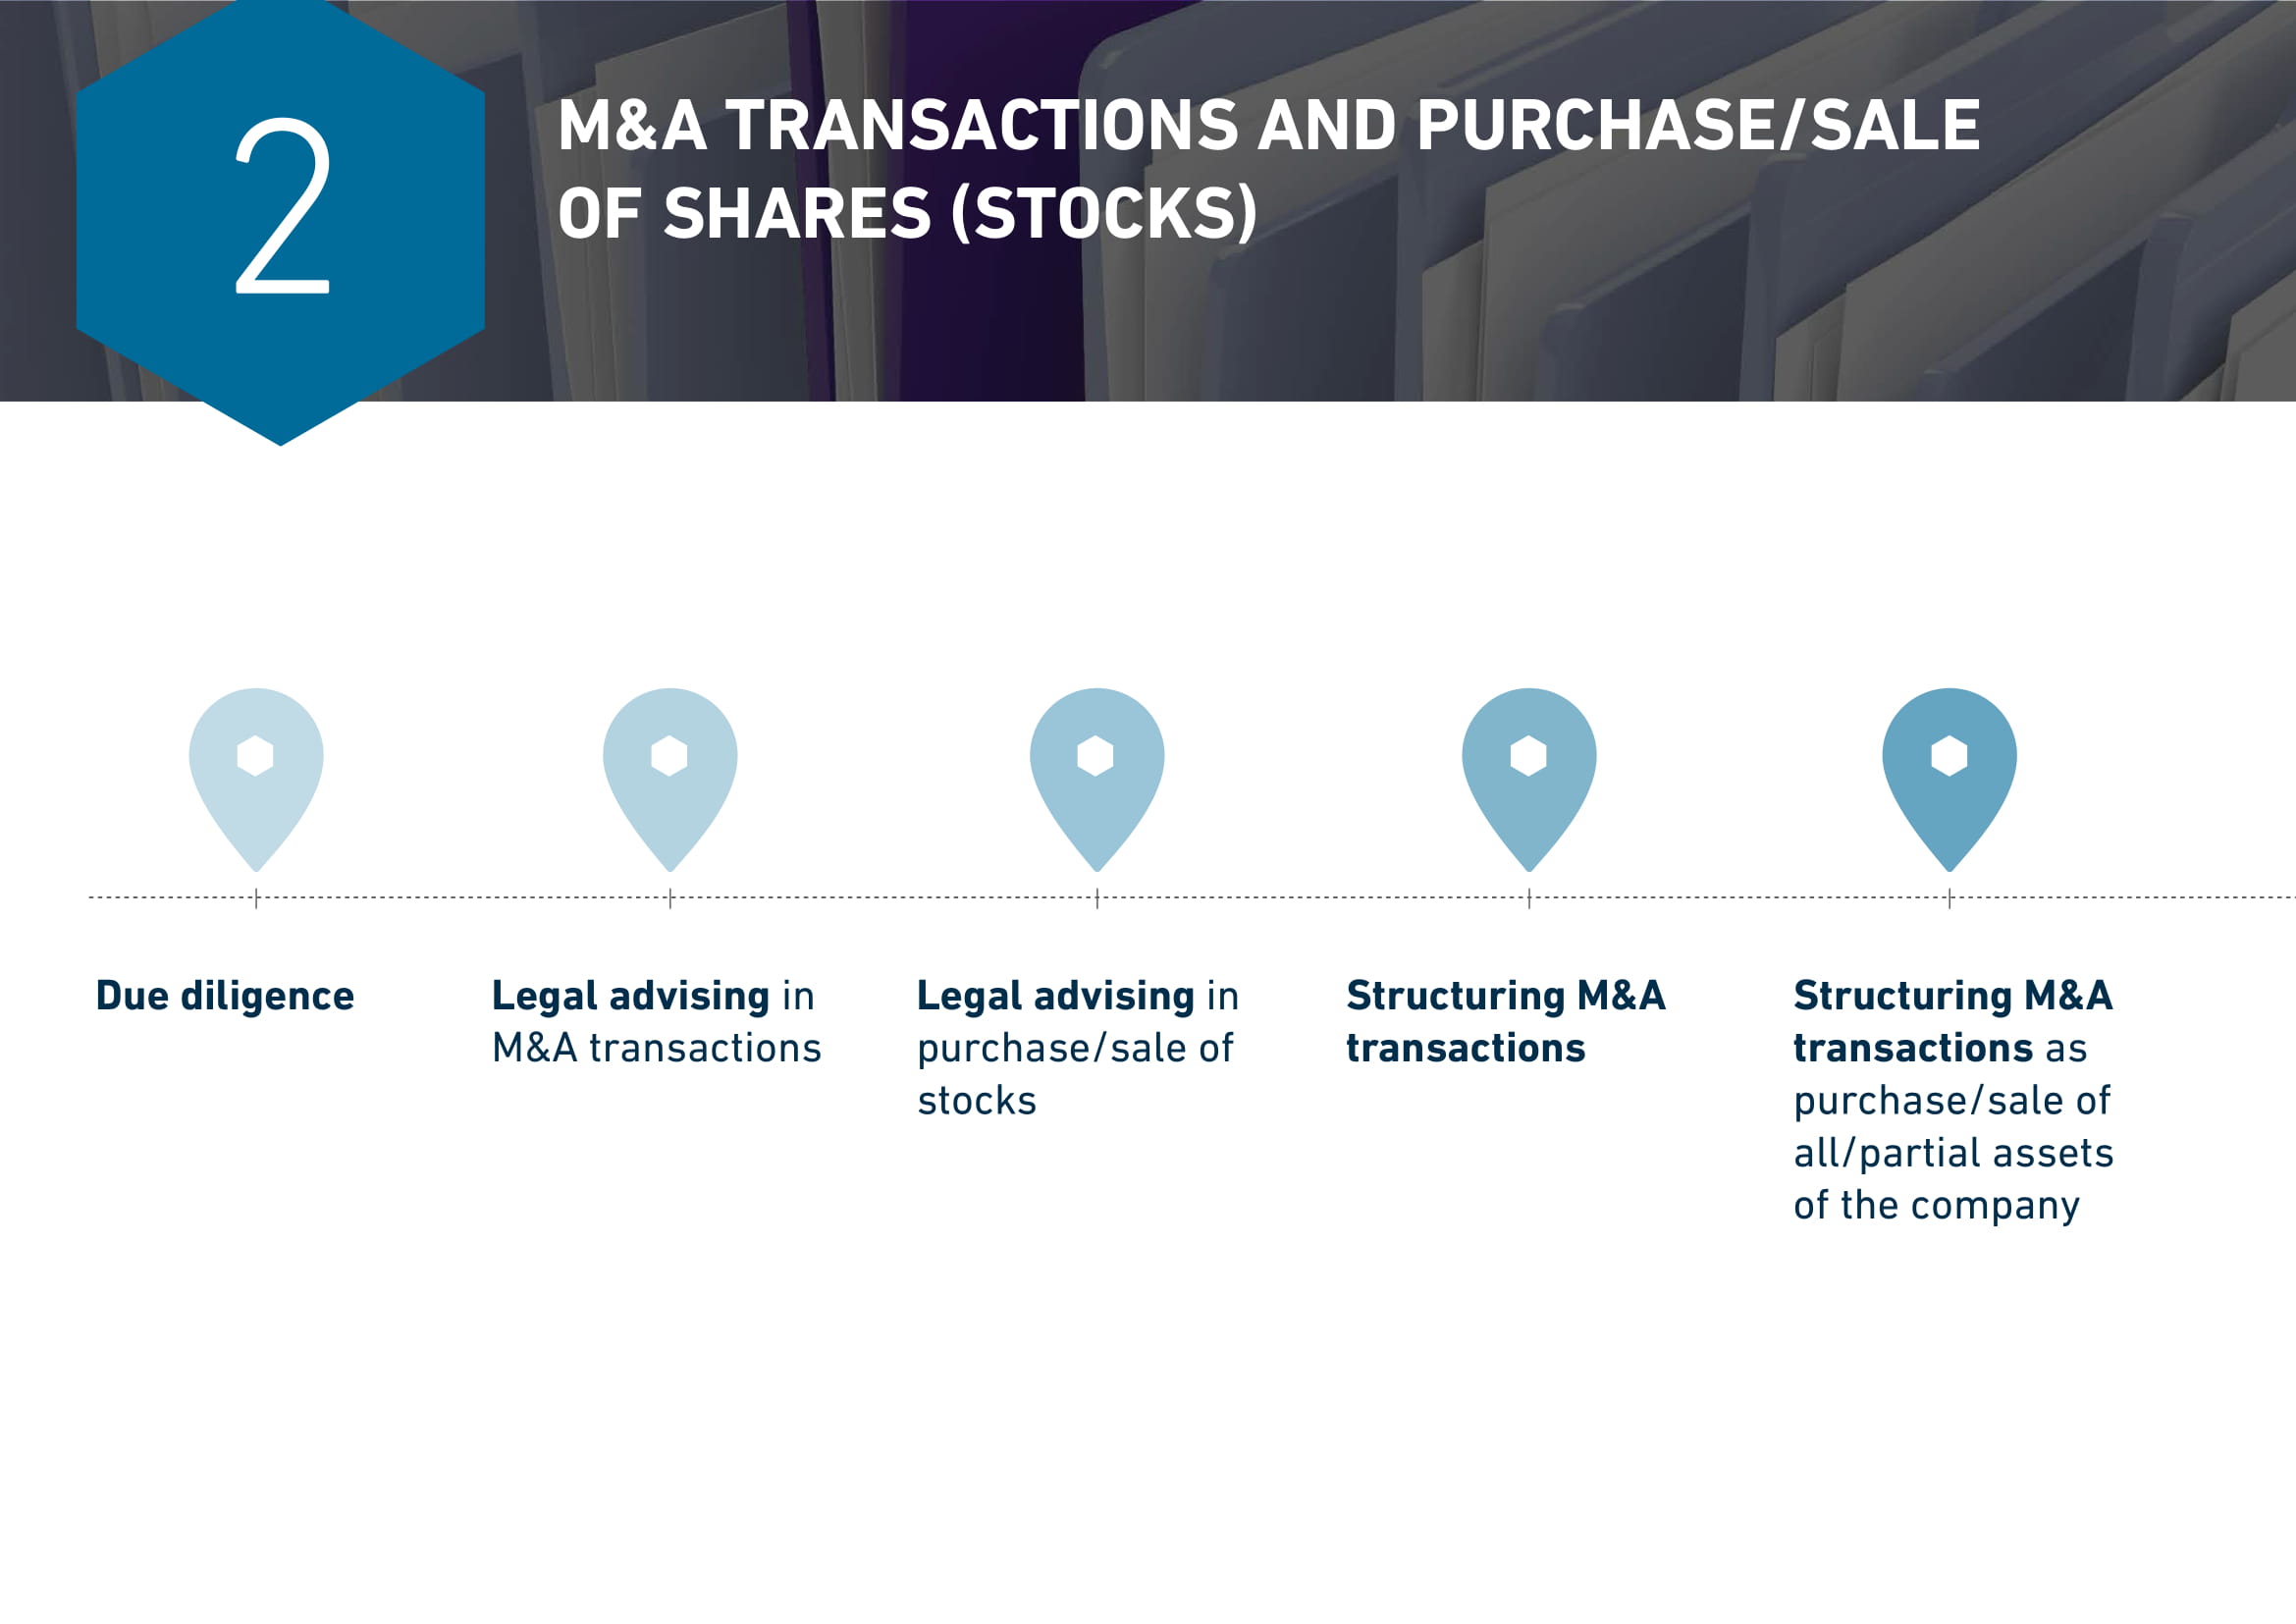 2
M&A TRANSACTIONS AND PURCHASE/SALE
OF SHARES (STOCKS)
Due diligence
Legal advising in
M&A transactions
Legal advising in
purchase/sale of
stocks
Structuring M&A
transactions
Structuring M&A
transactions as
purchase/sale of
all/partial assets
of the company